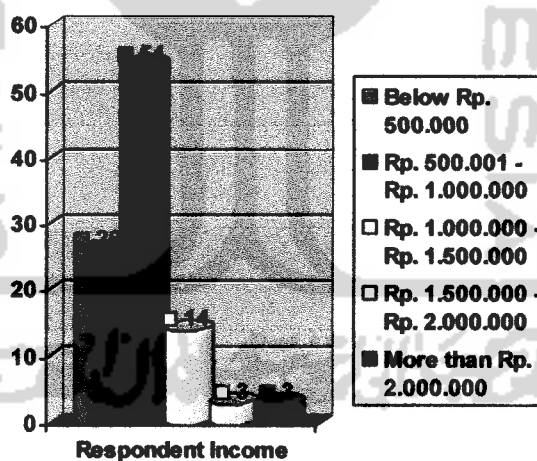 60
50
40
30
20
10
0
54
14
3
Respondent Income
Below Rp.
500.000
Rp. 500.001 -
Rp. 1.000.000
Rp. 1.000.000 -
Rp. 1.500.000
Rp. 1.500.000 -
Rp. 2.000.000
More than Rp.
2.000.000